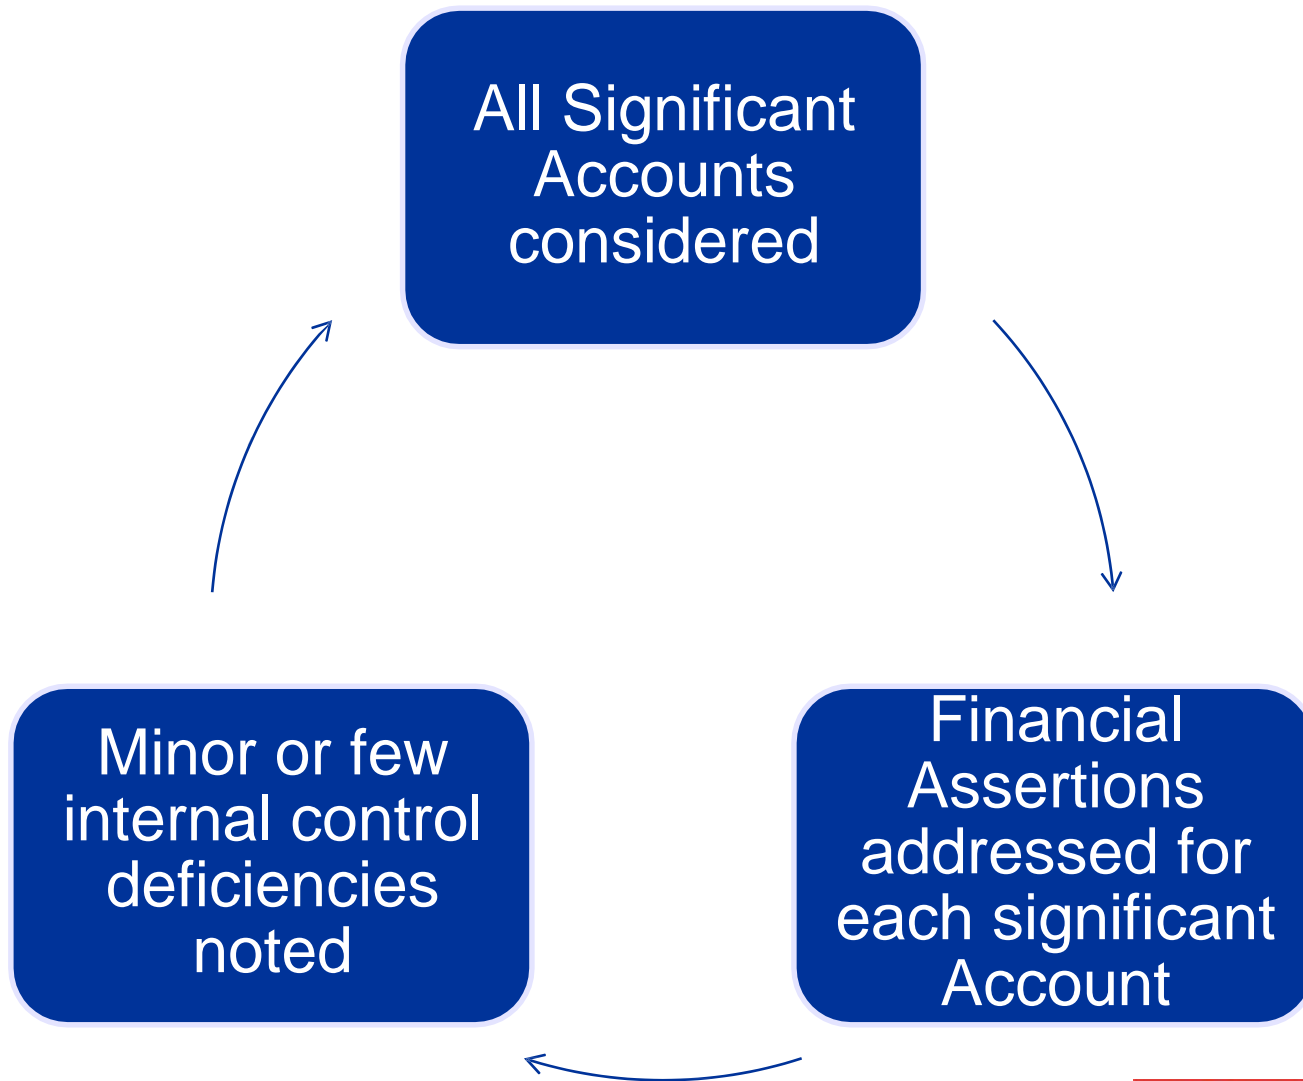 All Significant
Accounts
considered
Financial
Assertions
addressed for
each significant
Account
Minor or few
internal control
deficiencies
noted